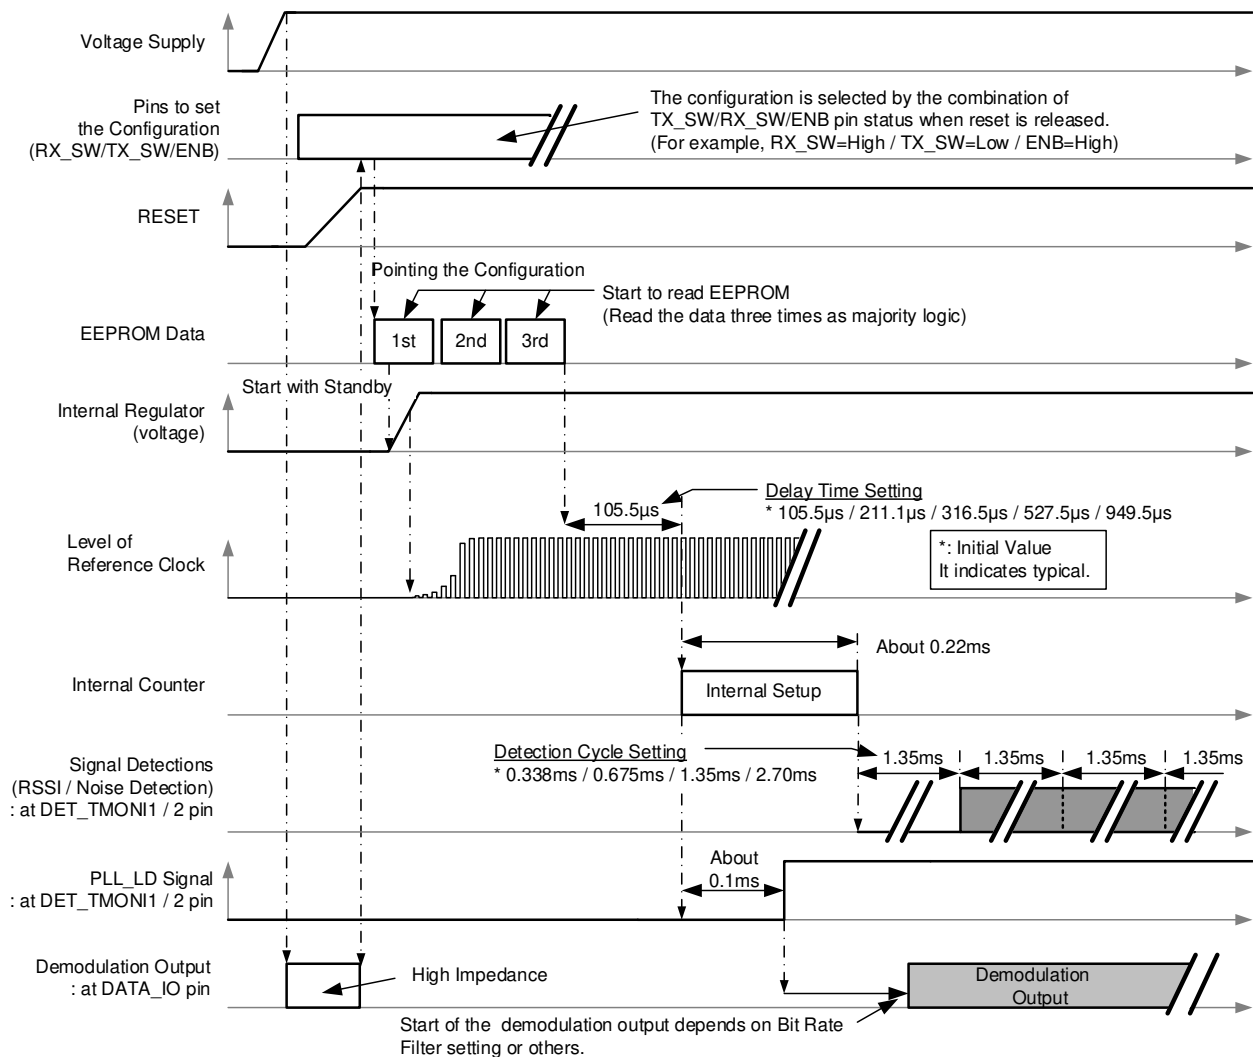 Voltage Supply
Pins to set
the Configuration
(RX_SW/TX_SW/ENB)
The configuration is selected by the combination of
TX_SW/RX_SW/ENB pin status when reset is released.
(For example, RX_SW=High / TX_SW=Low / ENB=High)
RESET
Pointing the Configuration
Start to read EEPROM
(Read the data three times as majority logic)
EEPROM Data
1st
2nd
3rd
Start with Standby
Internal Regulator
(voltage)
105.5μs
Delay Time Setting
* 105.5μs / 211.1μs / 316.5μs / 527.5μs / 949.5μs
Level of
Reference Clock
*: Initial Value
It indicates typical.
About 0.22ms
Internal Counter
Internal Setup
Detection Cycle Setting
* 0.338ms / 0.675ms / 1.35ms / 2.70ms
1.35ms
1.35ms
1.35ms
1.35ms
Signal Detections
(RSSI / Noise Detection)
: at DET_TMONI1 / 2 pin
About
0.1ms
PLL_LD Signal
: at DET_TMONI1 / 2 pin
Demodulation Output
: at DATA_IO pin
High Impedance
Demodulation
Output
Start of the  demodulation output depends on Bit Rate
Filter setting or others.